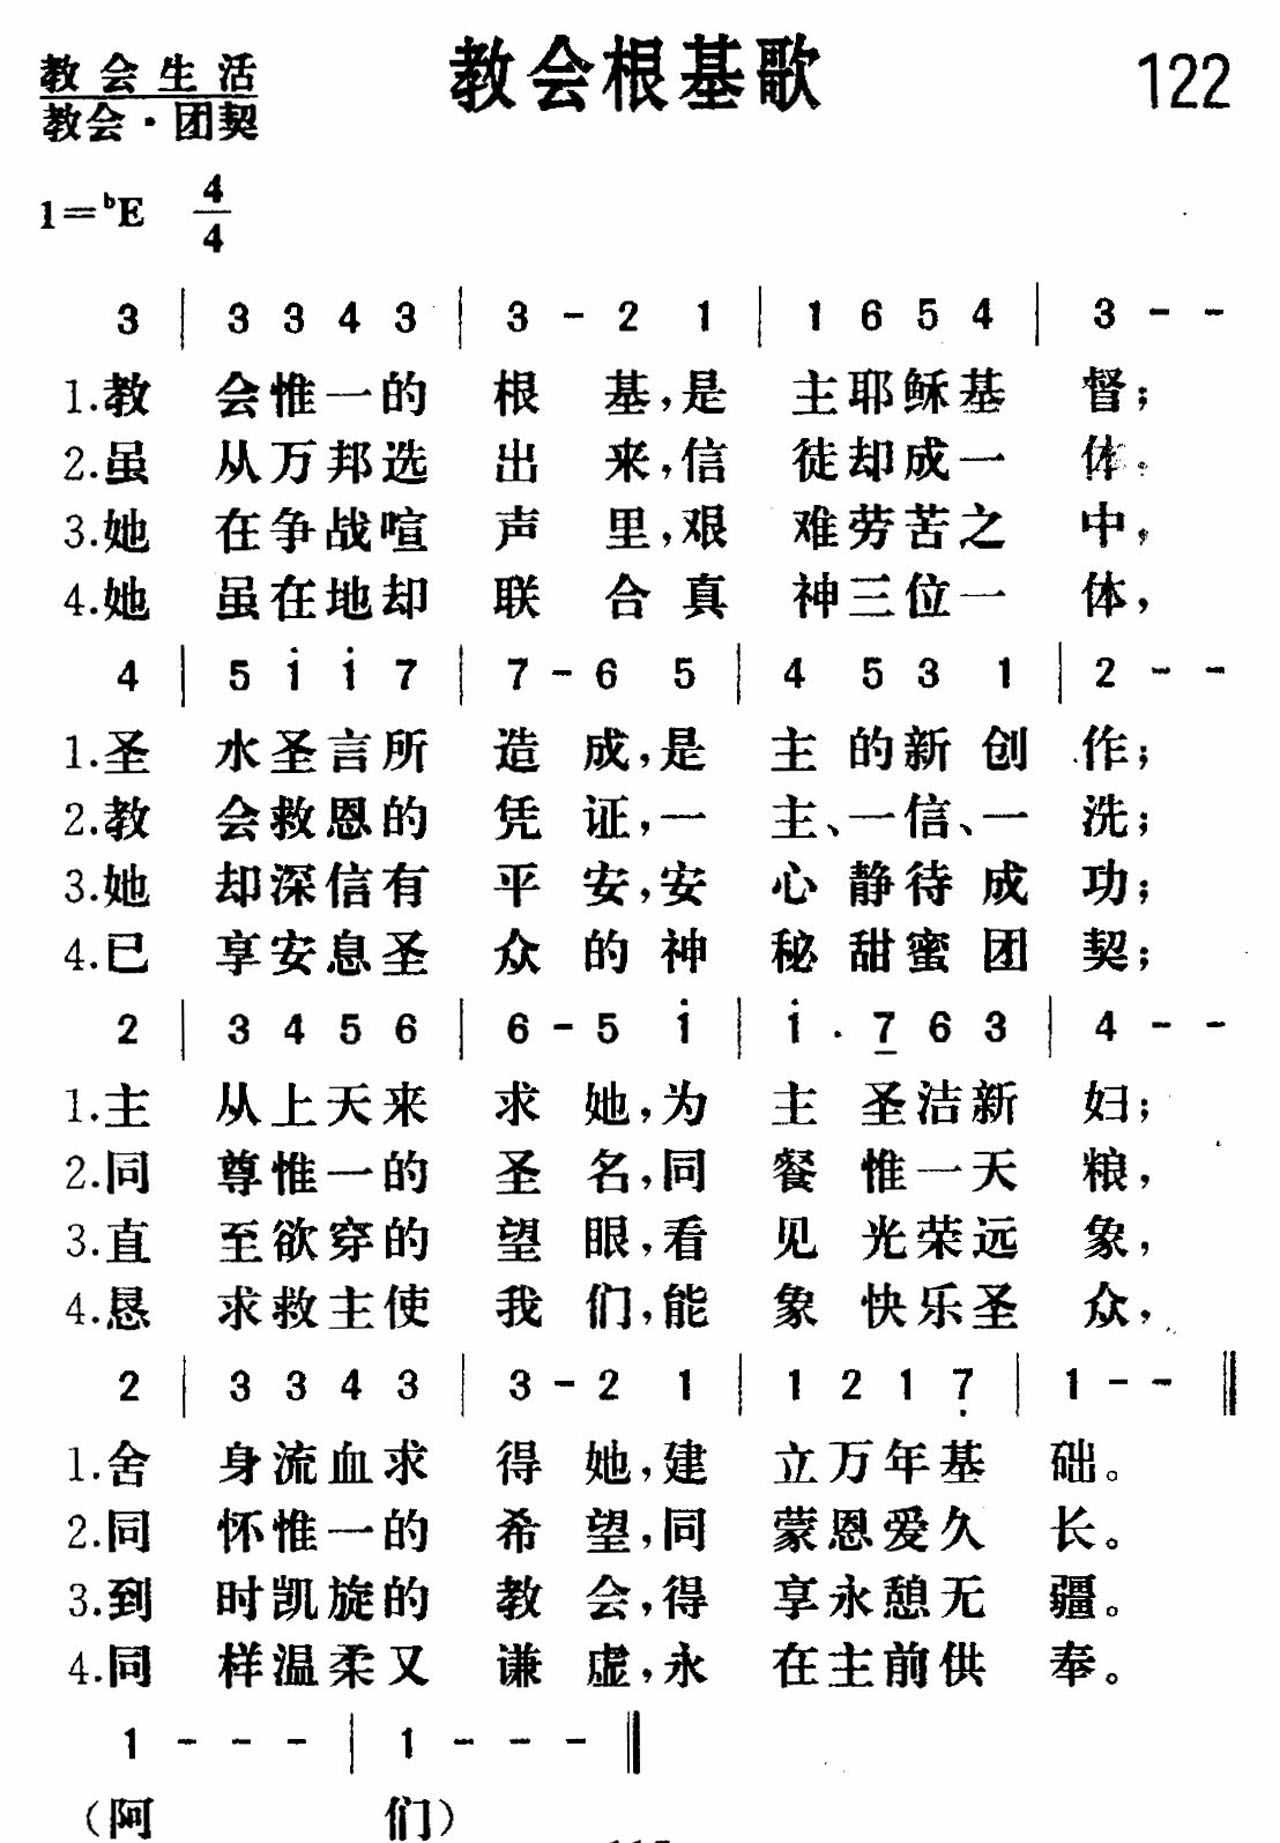 教会根基歌 122
教会生活
教会·团契
1=ᵇE 4/4
3 | 3 3 4 3 | 3 - 2 1 | 1 6 5 4 | 3 - -
1.教 会惟一的 根 基,是 主耶稣基 督;
2.虽 从万邦选 出 来,信 徒却成一 体。
3.她 在争战喧 声 里,艰 难劳苦之 中,
4.她 虽在地却 联 合真 神三位一 体,
4 | 5 i i 7 | 7 - 6 5 | 4 5 3 1 | 2 - -
1.圣 水圣言所 造 成,是 主的新创 作;
2.教 会救恩的 凭 证,一 主、一信、一 洗;
3.她 却深信有 平 安,安 心静待成 功;
4.已 享安息圣 众 的神 秘甜蜜团 契;
2 | 3 4 5 6 | 6 - 5 i | i . 7 6 3 | 4 - -
1.主 从上天来 求 她,为 主圣洁新 妇;
2.同 尊惟一的 圣 名,同 餐惟一天 粮,
3.直 至欲穿的 望 眼,看 见光荣远 象,
4.恳 求救主使 我 们,能 象快乐圣 众,
2 | 3 3 4 3 | 3 - 2 1 | 1 2 1 7̣ | 1 - - ‖
1.舍 身流血求 得 她,建 立万年基 础。
2.同 怀惟一的 希 望,同 蒙恩爱久 长。
3.到 时凯旋的 教 会,得 享永憩无 疆。
4.同 样温柔又 谦 虚,永 在主前供 奉。
1 - - - | 1 - - - ‖
(阿 们)